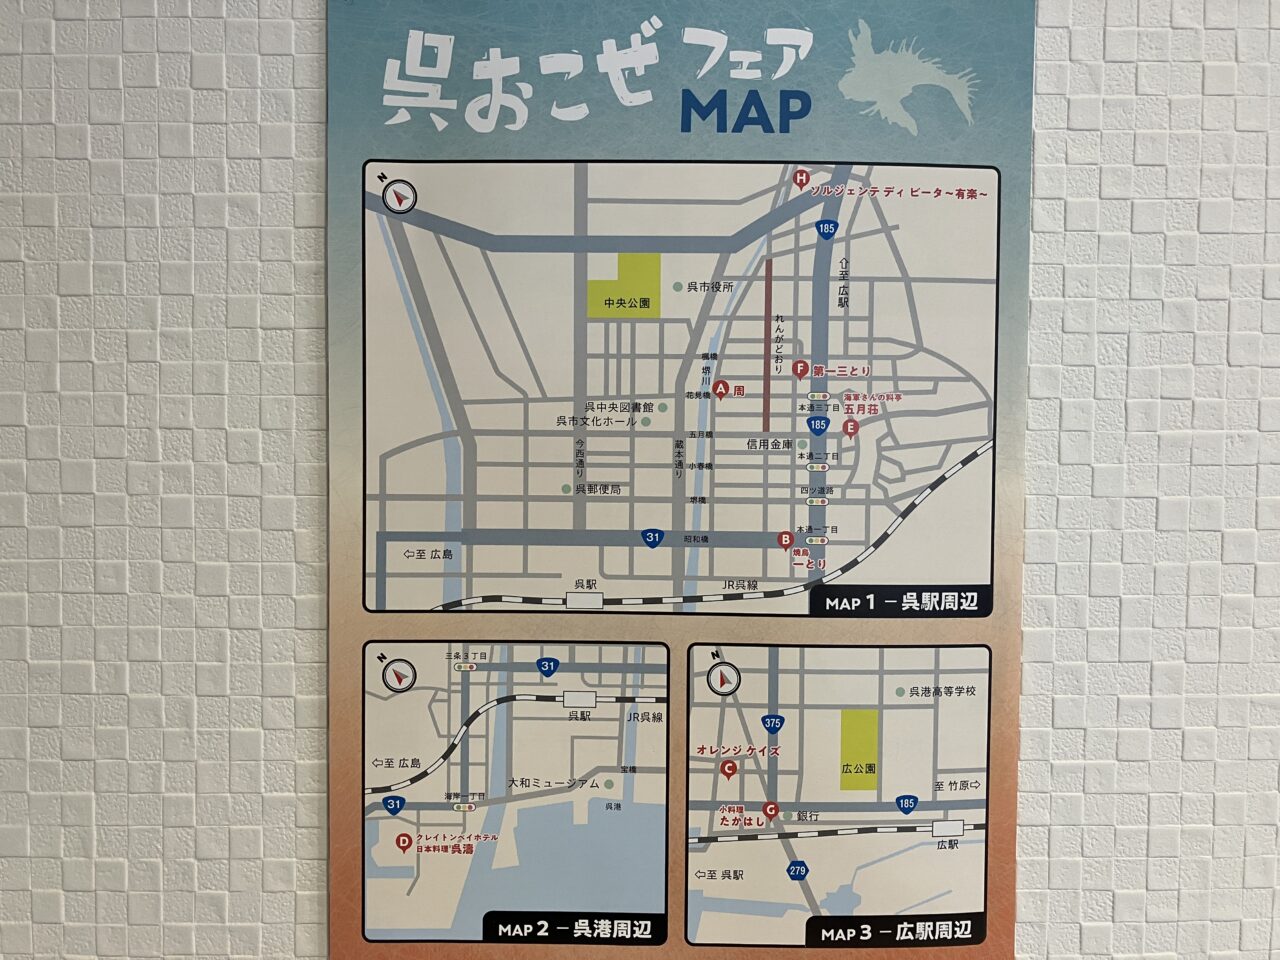 呉おこぜフェア
MAP
N
H
ソルジェンテ ディ ビータ～有楽～
185
⇧至 広駅
中央公園
呉市役所
れんがどおり
楓橋
堺川
F 第一三とり
花見橋
A 周
海軍さんの料亭
五月荘
E
呉中央図書館
本通三丁目
呉市文化ホール
185
五月橋
信用金庫
今西通り
蔵本通り
本通二丁目
小春橋
呉郵便局
四ツ道路
堺橋
31
昭和橋
本通一丁目
B
焼鳥
一とり
⇦至 広島
呉駅
JR呉線
MAP 1 － 呉駅周辺
N
三条3丁目
31
呉駅
JR呉線
⇦至 広島
宝橋
大和ミュージアム
31
海岸一丁目
呉港
D
クレイトンベイホテル
日本料理 呉濤
MAP 2 － 呉港周辺
N
呉港高等学校
375
オレンジ ケイズ
C
広公園
至 竹原⇨
185
小料理
たかはし
G
銀行
広駅
⇦至 呉駅
279
MAP 3 － 広駅周辺